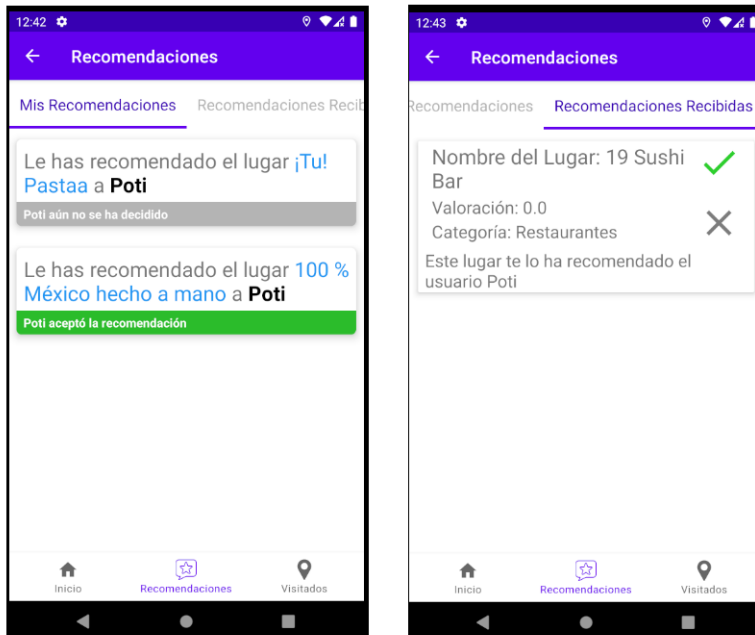 12:42
Recomendaciones
Mis Recomendaciones Recomendaciones Recib
Le has recomendado el lugar ¡Tu!
Pastaa a Poti
Poti aún no se ha decidido
Le has recomendado el lugar 100 %
México hecho a mano a Poti
Poti aceptó la recomendación
Inicio Recomendaciones Visitados
12:43
Recomendaciones
Recomendaciones Recomendaciones Recibidas
Nombre del Lugar: 19 Sushi
Bar
Valoración: 0.0
Categoría: Restaurantes
Este lugar te lo ha recomendado el
usuario Poti
Inicio Recomendaciones Visitados